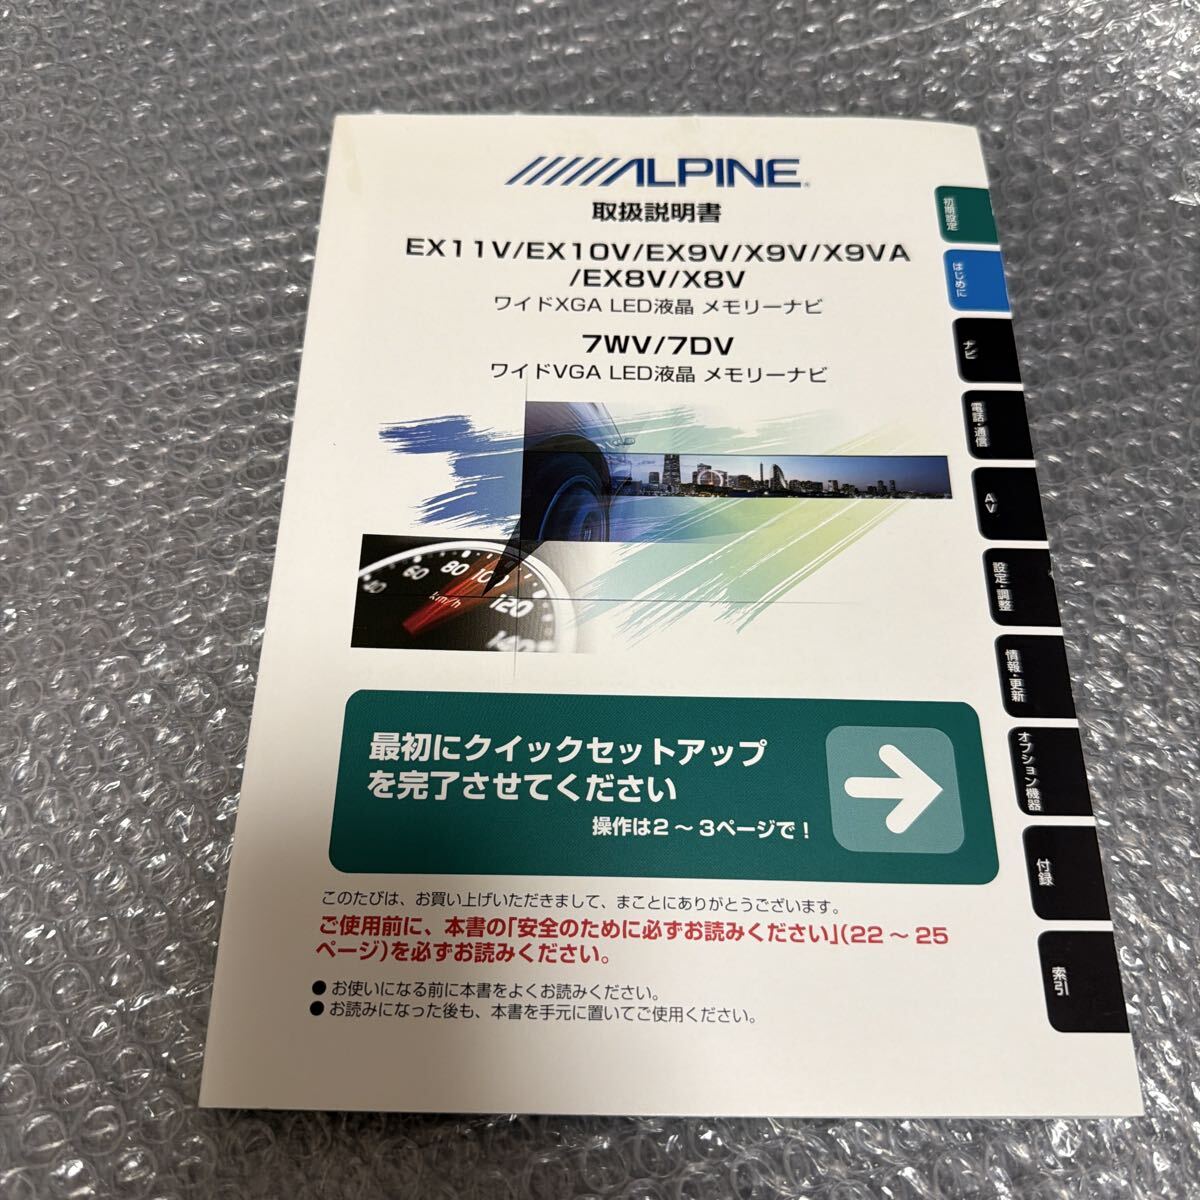 ALPINE
取扱説明書
EX11V/EX10V/EX9V/X9V/X9VA
/EX8V/X8V
ワイドXGA LED液晶 メモリーナビ
7WV/7DV
ワイドVGA LED液晶 メモリーナビ
40 60 80 100 120 140
km/h
最初にクイックセットアップ
を完了させてください
操作は2 ～ 3ページで!
このたびは、お買い上げいただきまして、まことにありがとうございます。
ご使用前に、本書の「安全のために必ずお読みください」(22 ～ 25
ページ)を必ずお読みください。
● お使いになる前に本書をよくお読みください。
● お読みになった後も、本書を手元に置いてご使用ください。
初期設定
はじめに
ナビ
電話・通信
AV
設定・調整
情報・更新
オプション機器
付録
索引